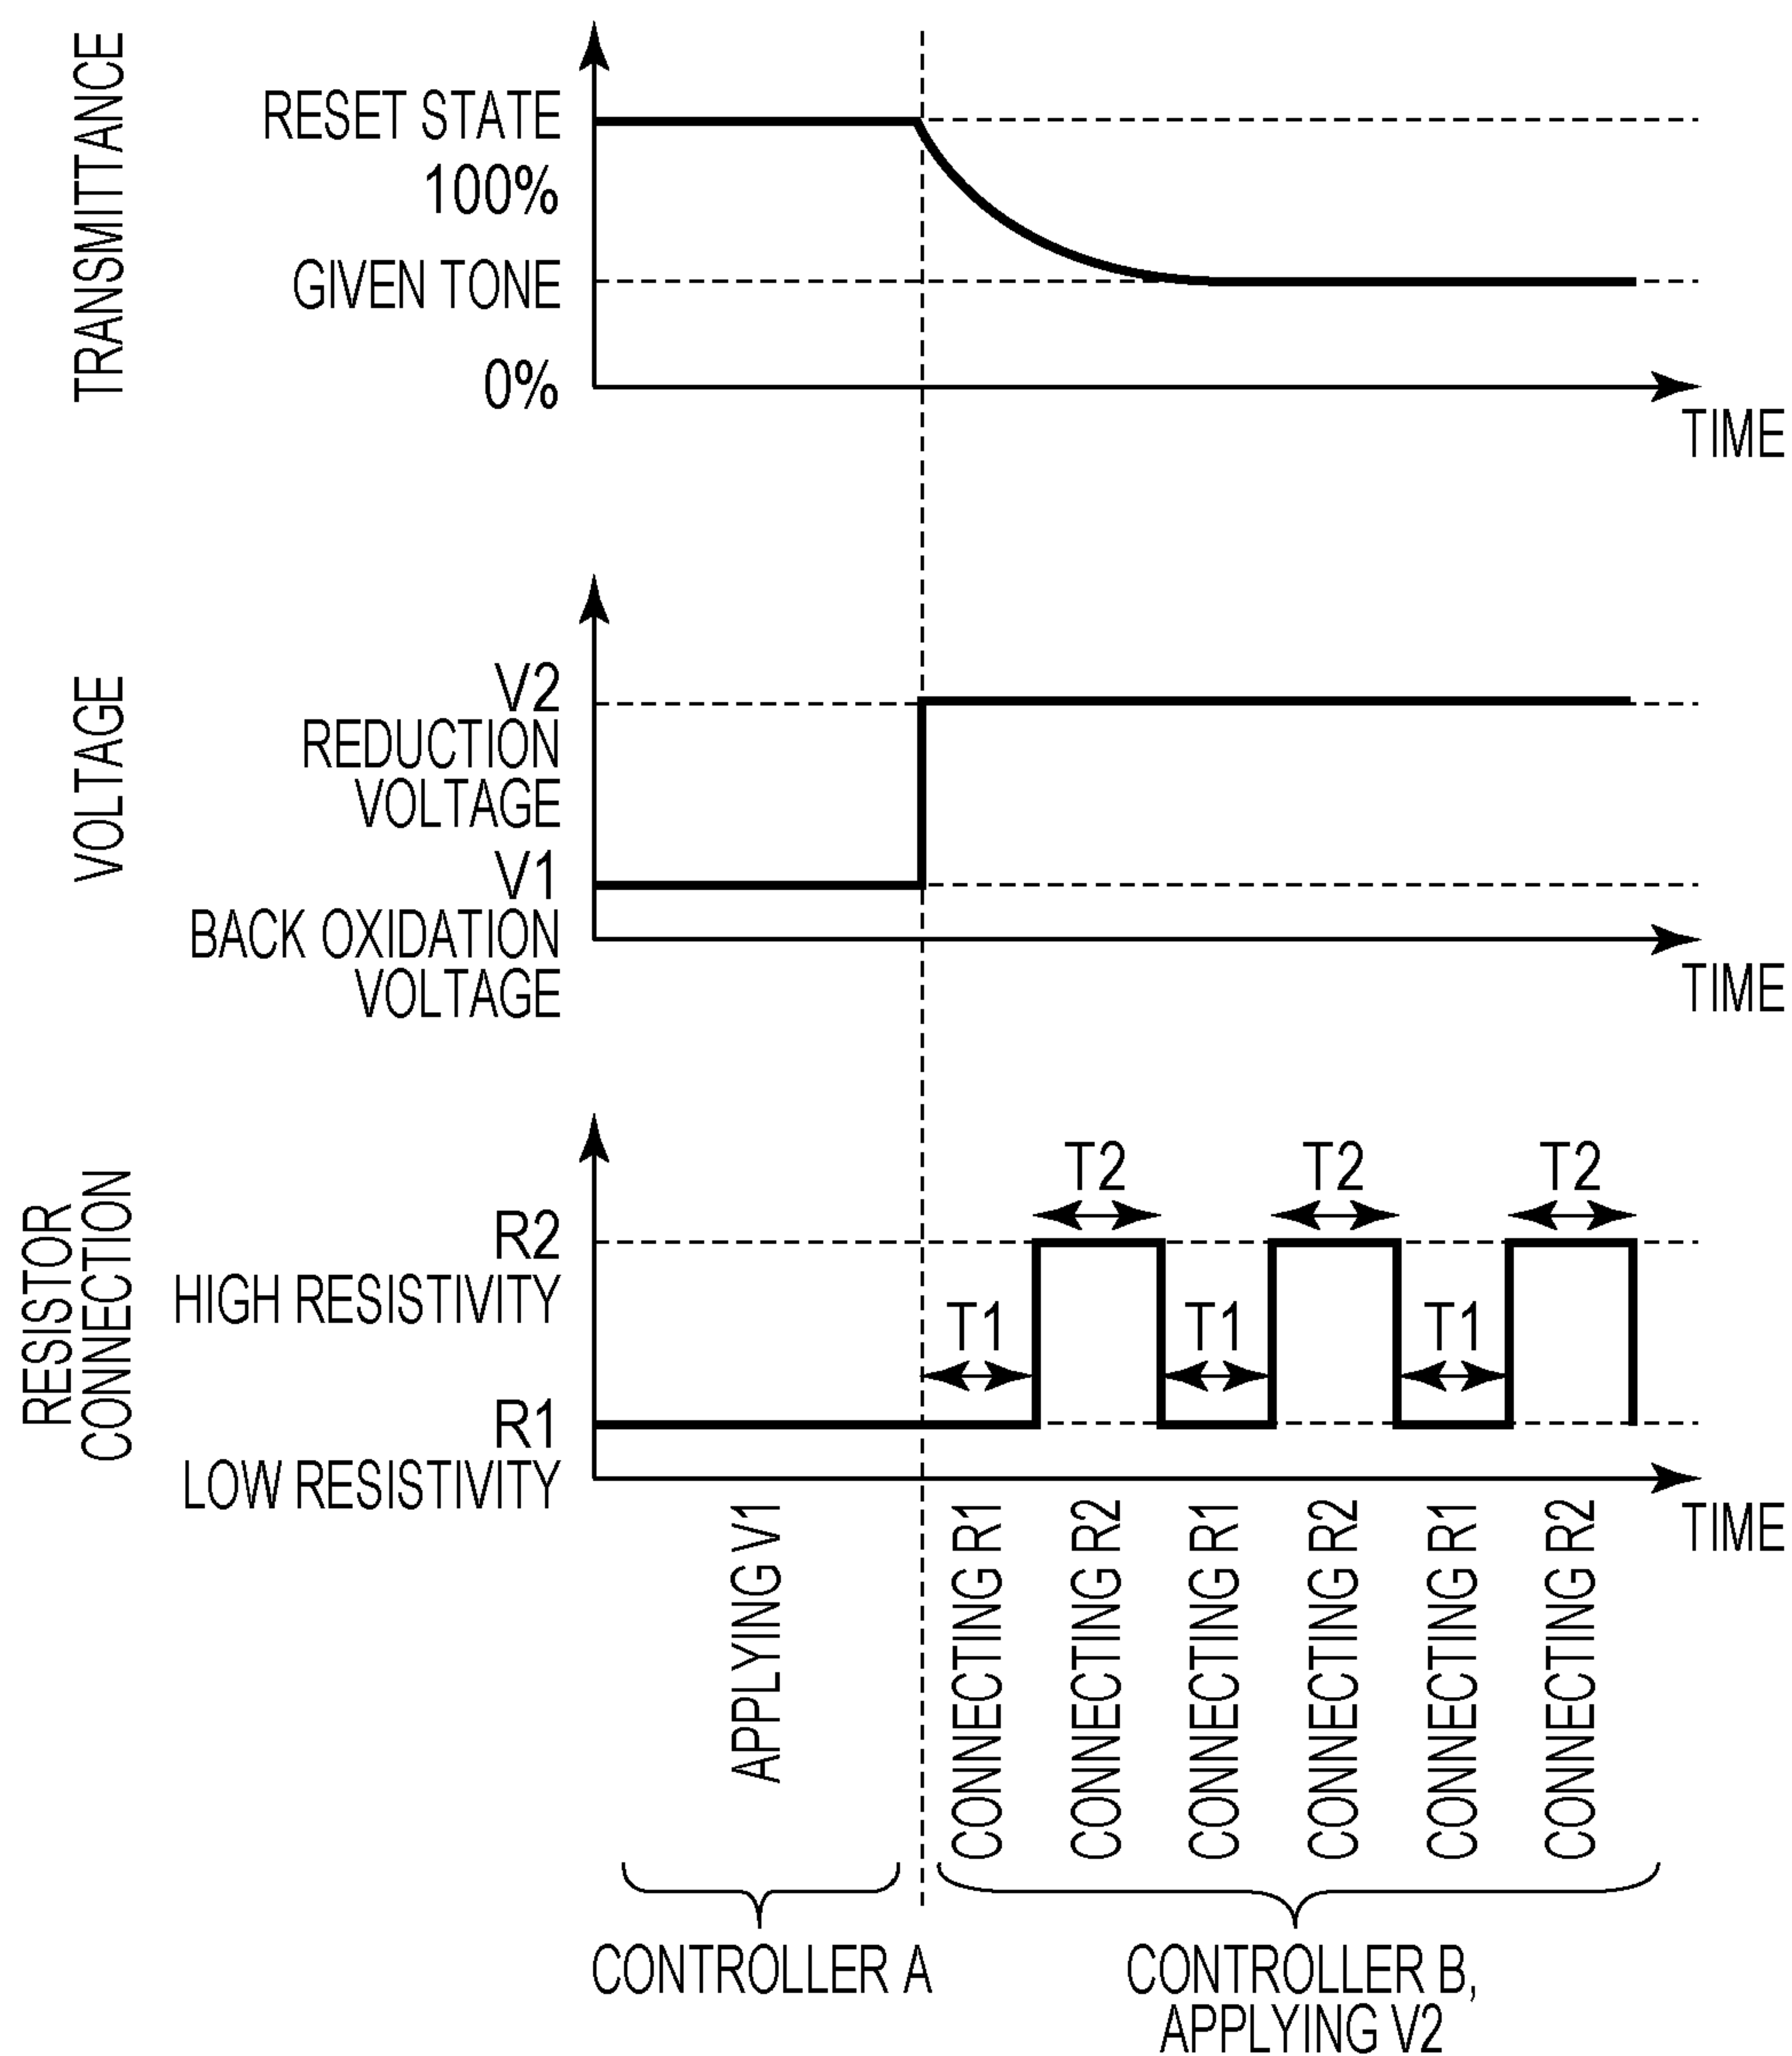 TRANSMITTANCE
RESET STATE
100%
GIVEN TONE
0%
TIME
VOLTAGE
V2
REDUCTION
VOLTAGE
V1
BACK OXIDATION
VOLTAGE
TIME
RESISTOR
CONNECTION
R2
HIGH RESISTIVITY
R1
LOW RESISTIVITY
T2
T2
T2
T1
T1
T1
TIME
APPLYING V1
CONNECTING R1
CONNECTING R2
CONNECTING R1
CONNECTING R2
CONNECTING R1
CONNECTING R2
CONTROLLER A
CONTROLLER B,
APPLYING V2